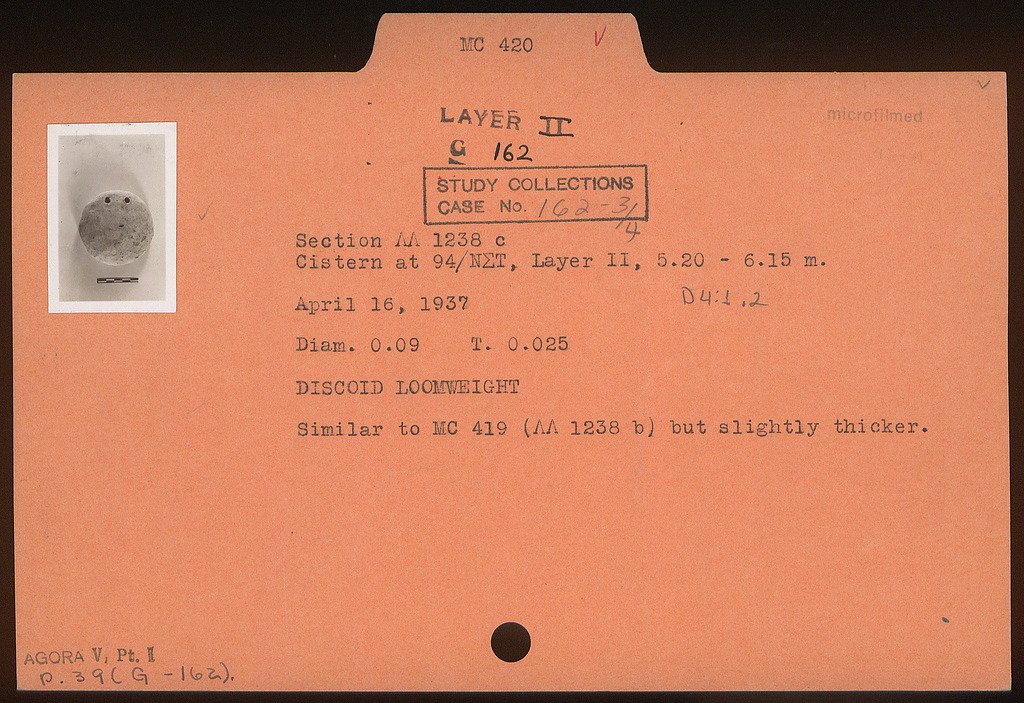 MC 420
microfilmed
LAYER II
G 162
STUDY COLLECTIONS
CASE No. 162-3/4
Section ΛΛ 1238 c
Cistern at 94/ΝΣΤ, Layer II, 5.20 - 6.15 m.
April 16, 1937
D4:1.2
Diam. 0.09 T. 0.025
DISCOID LOOMWEIGHT
Similar to MC 419 (ΛΛ 1238 b) but slightly thicker.
AGORA V, Pt. I
p. 39 (G -162).